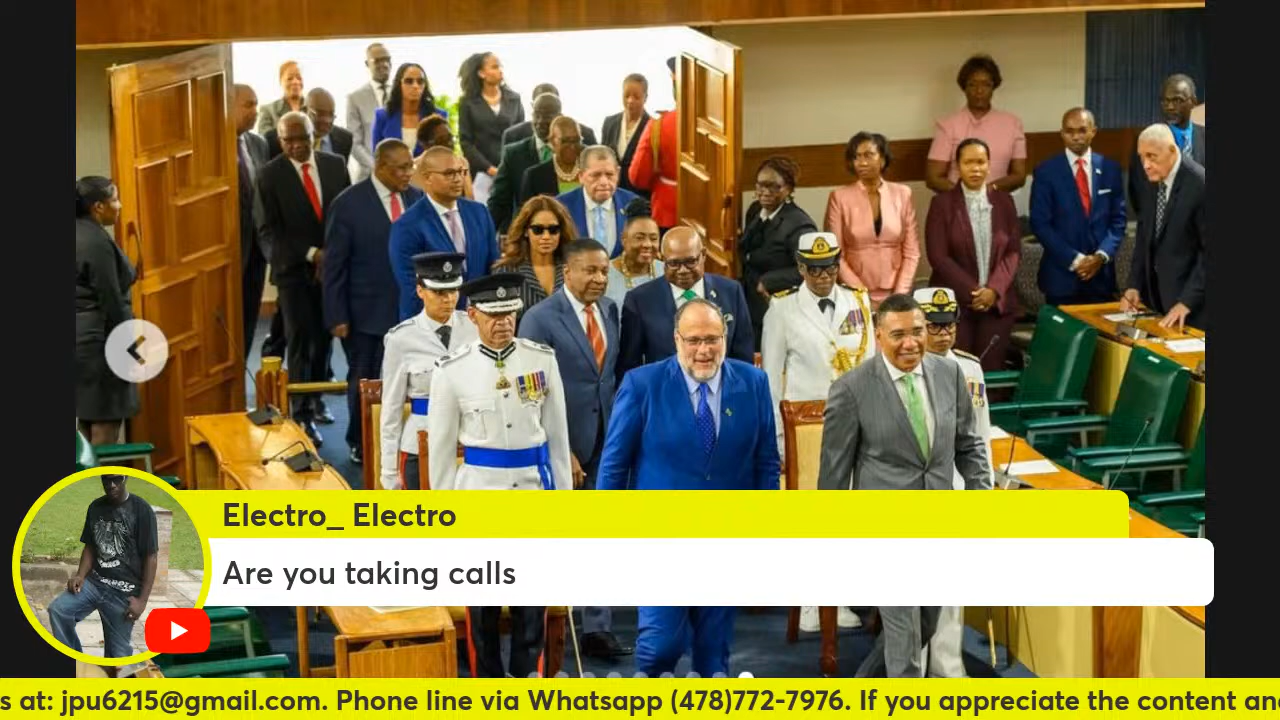 Electro_ Electro
Are you taking calls
s at: jpu6215@gmail.com. Phone line via Whatsapp (478)772-7976. If you appreciate the content an